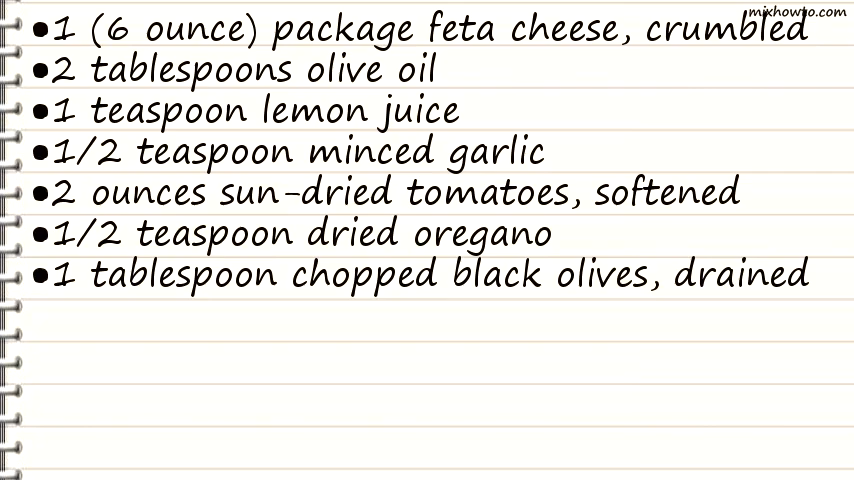 mixhowto.com
•1 (6 ounce) package feta cheese, crumbled
•2 tablespoons olive oil
•1 teaspoon lemon juice
•1/2 teaspoon minced garlic
•2 ounces sun-dried tomatoes, softened
•1/2 teaspoon dried oregano
•1 tablespoon chopped black olives, drained